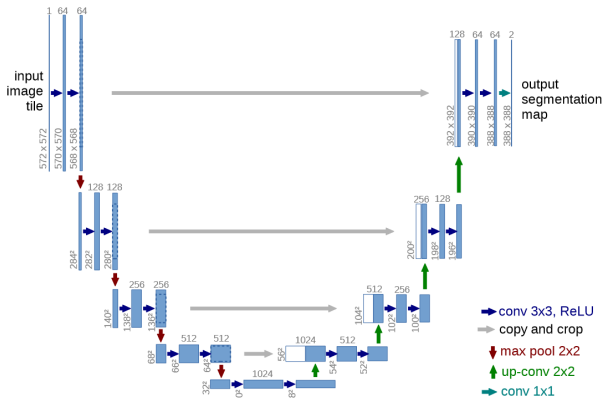 1 64 64
128 64 64 2
input
image
tile
output
segmentation
map
572 x 572
570 x 570
568 x 568
392 x 392
390 x 390
388 x 388
388 x 388
128 128
256 128
284²
282²
280²
200²
198²
196²
256 256
512 256
140²
138²
136²
104²
102²
100²
512 512
1024 512
68²
66²
64²
56²
54²
52²
1024
32²
0²
8²
conv 3x3, ReLU
copy and crop
max pool 2x2
up-conv 2x2
conv 1x1